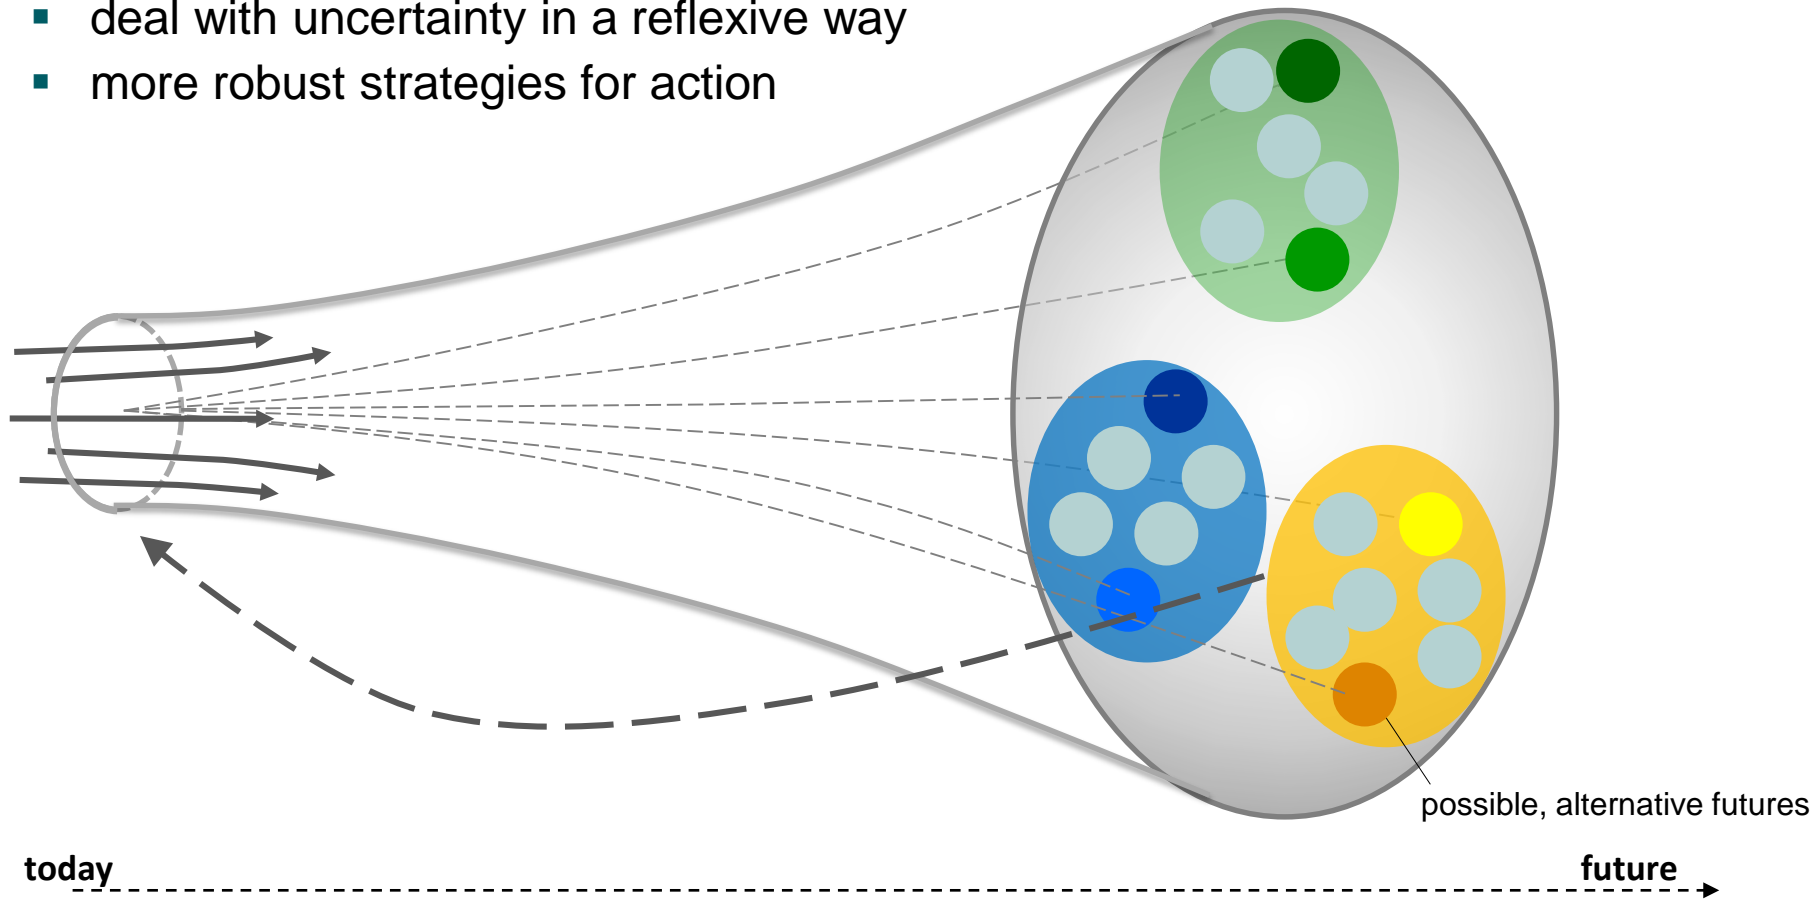 ▪ deal with uncertainty in a reflexive way
▪ more robust strategies for action
possible, alternative futures
today
future